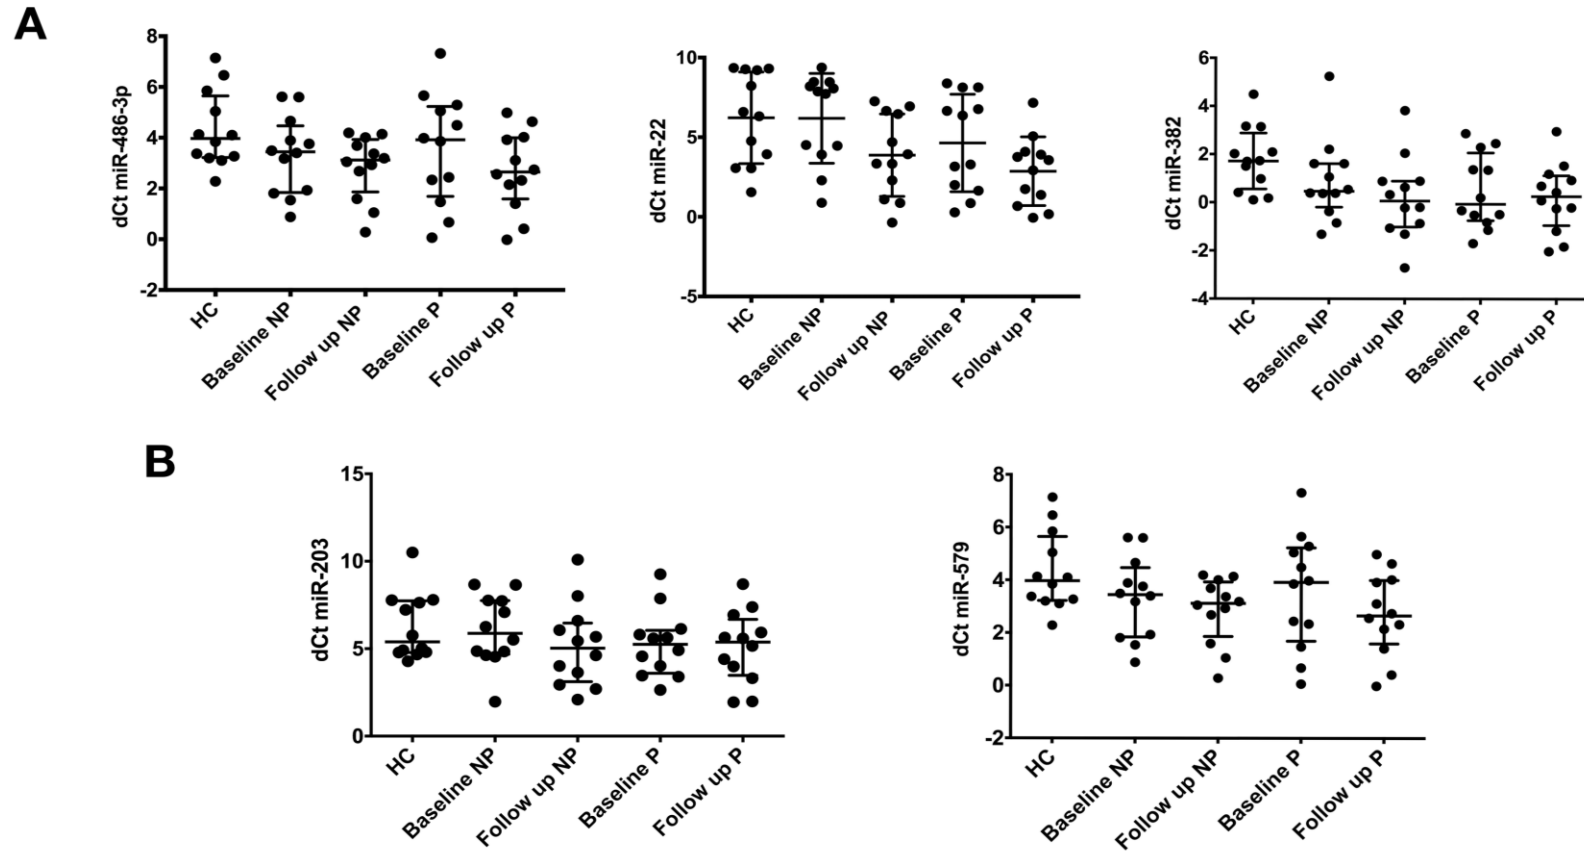 A
dCt miR-486-3p
8
6
4
2
0
-2
HC
Baseline NP
Follow up NP
Baseline P
Follow up P
dCt miR-22
10
5
0
-5
HC
Baseline NP
Follow up NP
Baseline P
Follow up P
dCt miR-382
6
4
2
0
-2
-4
HC
Baseline NP
Follow up NP
Baseline P
Follow up P
B
dCt miR-203
15
10
5
0
HC
Baseline NP
Follow up NP
Baseline P
Follow up P
dCt miR-579
8
6
4
2
0
-2
HC
Baseline NP
Follow up NP
Baseline P
Follow up P